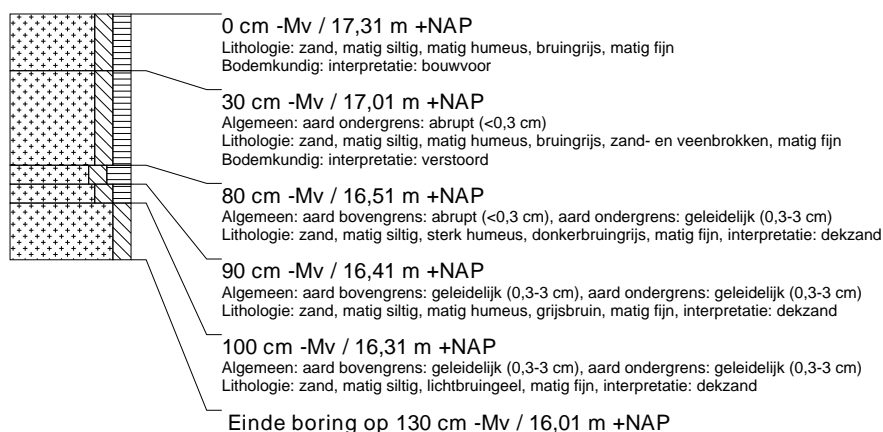 0 cm -Mv / 17,31 m +NAP
Lithologie: zand, matig siltig, matig humeus, bruingrijs, matig fijn
Bodemkundig: interpretatie: bouwvoor
30 cm -Mv / 17,01 m +NAP
Algemeen: aard ondergrens: abrupt (<0,3 cm)
Lithologie: zand, matig siltig, matig humeus, bruingrijs, zand- en veenbrokken, matig fijn
Bodemkundig: interpretatie: verstoord
80 cm -Mv / 16,51 m +NAP
Algemeen: aard bovengrens: abrupt (<0,3 cm), aard ondergrens: geleidelijk (0,3-3 cm)
Lithologie: zand, matig siltig, sterk humeus, donkerbruingrijs, matig fijn, interpretatie: dekzand
90 cm -Mv / 16,41 m +NAP
Algemeen: aard bovengrens: geleidelijk (0,3-3 cm), aard ondergrens: geleidelijk (0,3-3 cm)
Lithologie: zand, matig siltig, matig humeus, grijsbruin, matig fijn, interpretatie: dekzand
100 cm -Mv / 16,31 m +NAP
Algemeen: aard bovengrens: geleidelijk (0,3-3 cm), aard ondergrens: geleidelijk (0,3-3 cm)
Lithologie: zand, matig siltig, lichtbruingeel, matig fijn, interpretatie: dekzand
Einde boring op 130 cm -Mv / 16,01 m +NAP